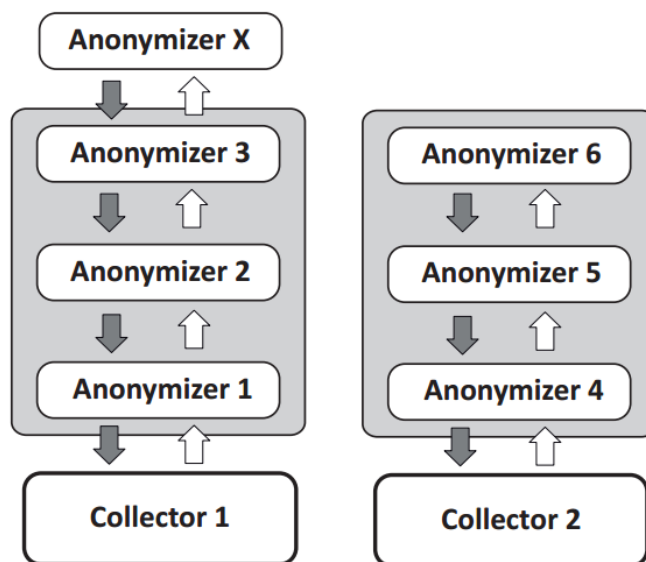 Anonymizer X
Anonymizer 3
Anonymizer 2
Anonymizer 1
Collector 1
Anonymizer 6
Anonymizer 5
Anonymizer 4
Collector 2